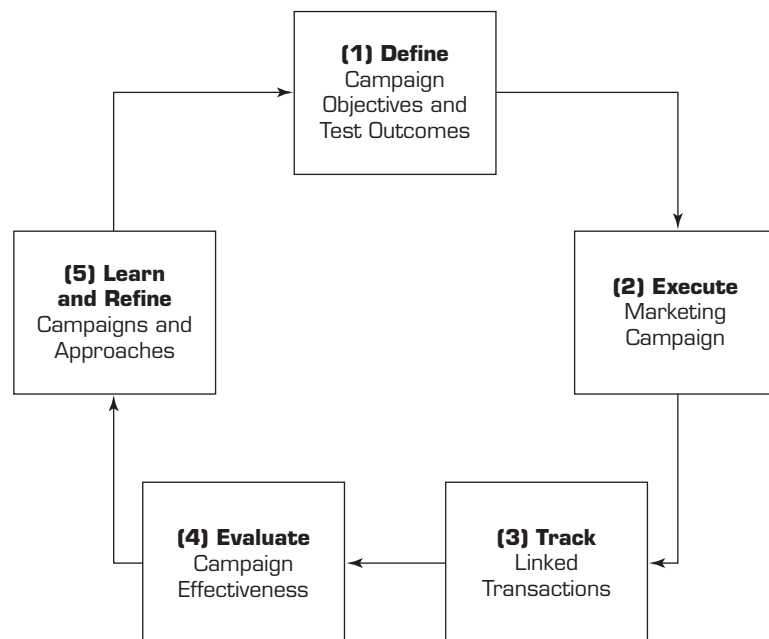 (1) Define
Campaign
Objectives and
Test Outcomes
(2) Execute
Marketing
Campaign
(3) Track
Linked
Transactions
(4) Evaluate
Campaign
Effectiveness
(5) Learn
and Refine
Campaigns and
Approaches